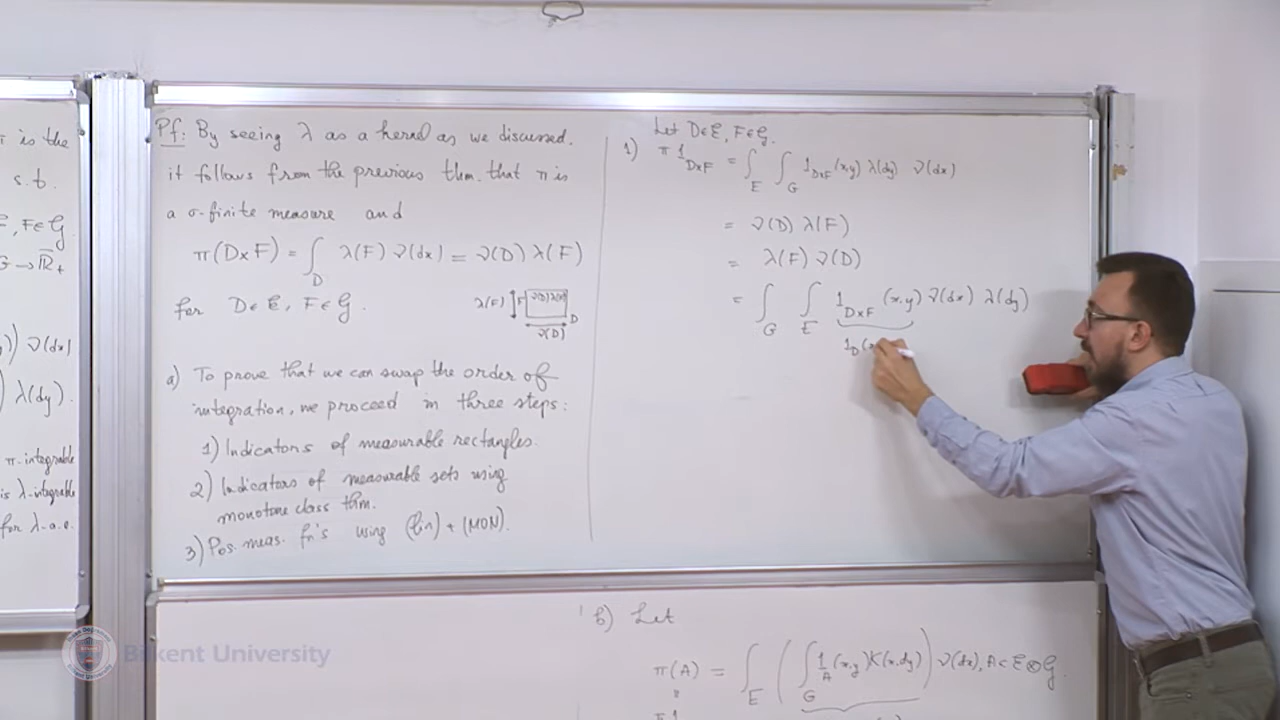 π is the
s.t.
F∈G
G→R̄₊
) ν(dx)
) λ(dy).
π-integrable
is λ-integrable
for λ-a.e.
Pf: By seeing λ as a kernel as we discussed.
it follows from the previous thm. that π is
a σ-finite measure and
π(D×F) = ∫_D λ(F) ν(dx) = ν(D) λ(F)
for D∈E, F∈G.
λ(F) F ν(D)λ(F) D
ν(D)
a) To prove that we can swap the order of
integration, we proceed in three steps:
1) Indicators of measurable rectangles.
2) Indicators of measurable sets using
monotone class thm.
3) Pos. meas. fn's using (lin) + (MON).
Let D∈E, F∈G.
1) π 1_{D×F} = ∫_E ∫_G 1_{D×F}(x,y) λ(dy) ν(dx)
= ν(D) λ(F)
= λ(F) ν(D)
= ∫_G ∫_E 1_{D×F}(x,y) ν(dx) λ(dy)
1_D(x
b) Let
π(A) = ∫_E ( ∫_G 1_A(x,y) K(x,dy) ) ν(dx), A∈E⊗G.
π 1
Bilkent University